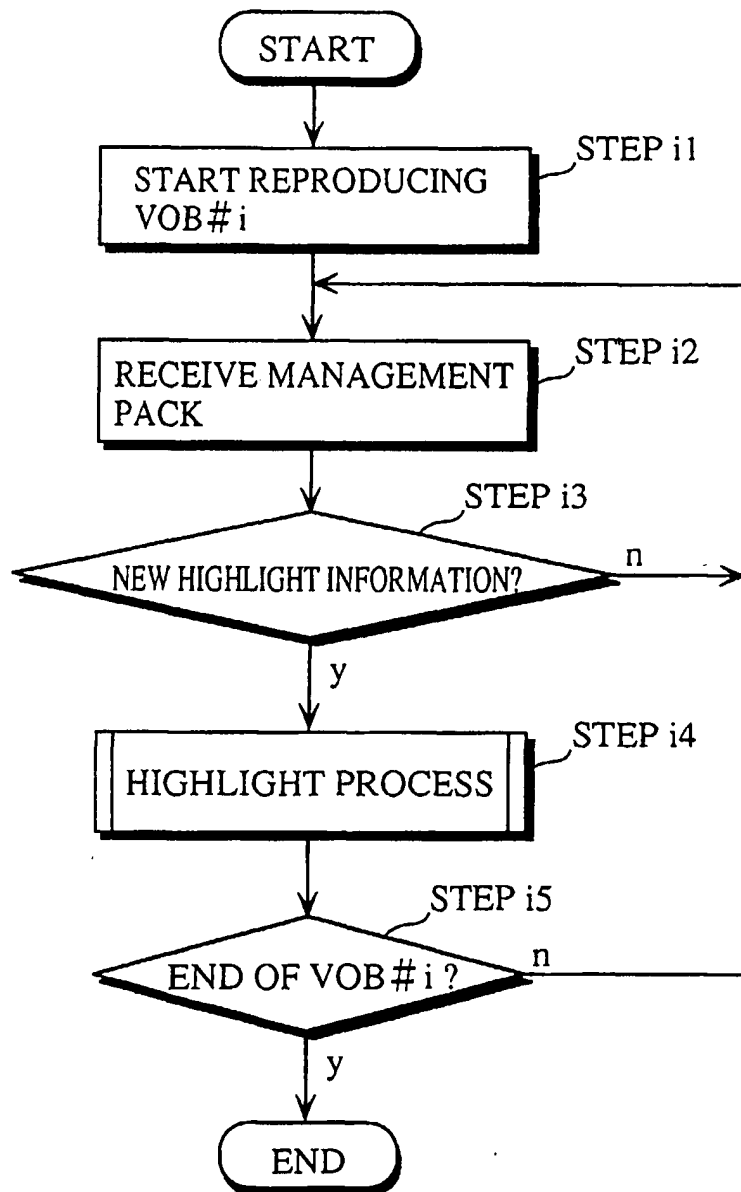 START
STEP i1
START REPRODUCING
VOB# i
STEP i2
RECEIVE MANAGEMENT
PACK
STEP i3
NEW HIGHLIGHT INFORMATION?
n
y
STEP i4
HIGHLIGHT PROCESS
STEP i5
END OF VOB# i ?
n
y
END